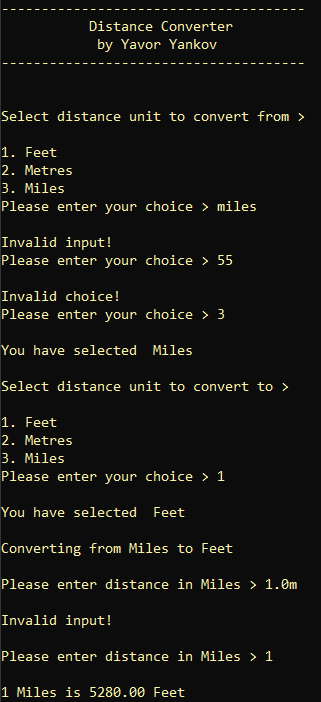 --------------------------------------
Distance Converter
by Yavor Yankov
--------------------------------------
Select distance unit to convert from >
1. Feet
2. Metres
3. Miles
Please enter your choice > miles
Invalid input!
Please enter your choice > 55
Invalid choice!
Please enter your choice > 3
You have selected  Miles
Select distance unit to convert to >
1. Feet
2. Metres
3. Miles
Please enter your choice > 1
You have selected  Feet
Converting from Miles to Feet
Please enter distance in Miles > 1.0m
Invalid input!
Please enter distance in Miles > 1
1 Miles is 5280.00 Feet